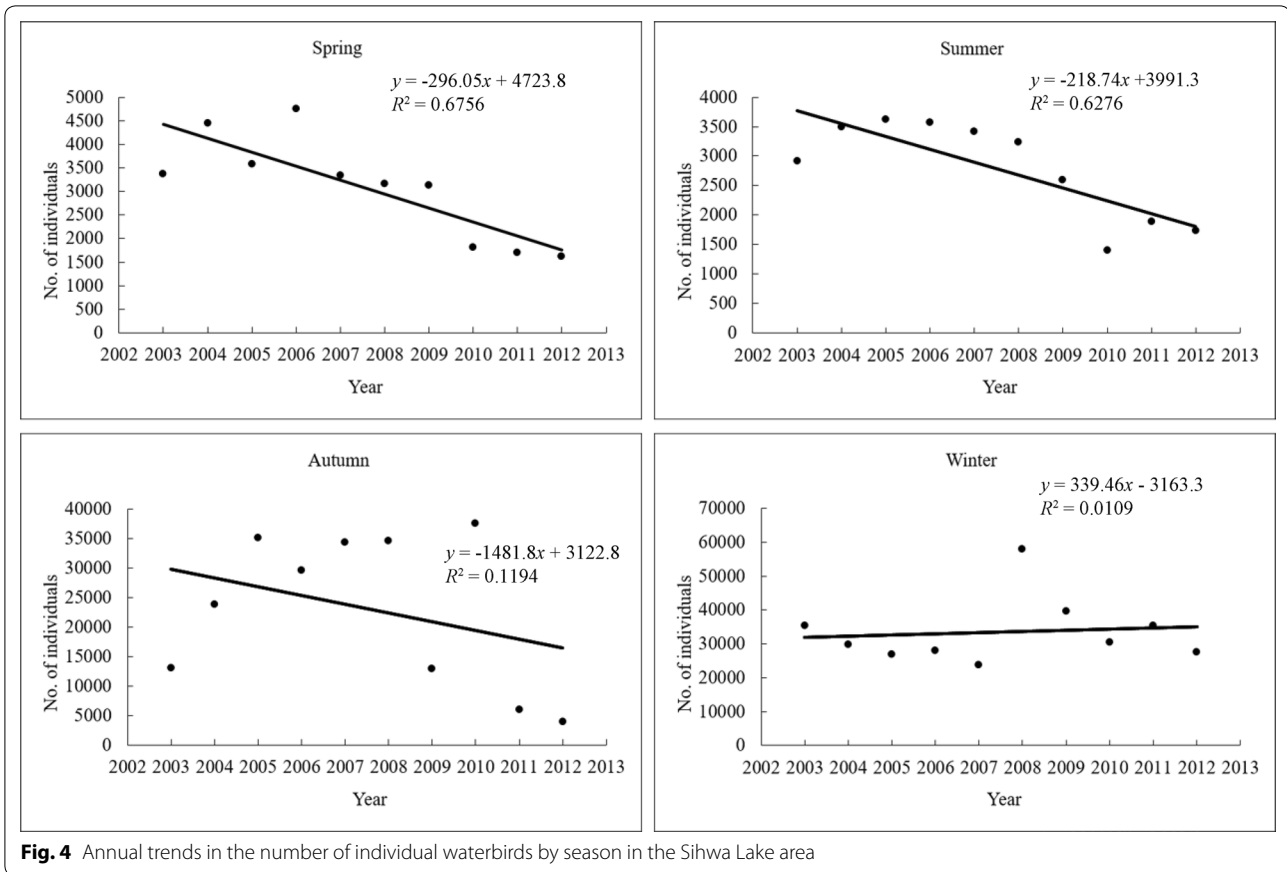 Spring
y = -296.05x + 4723.8
R² = 0.6756
No. of individuals
5000
4500
4000
3500
3000
2500
2000
1500
1000
500
0
2002 2003 2004 2005 2006 2007 2008 2009 2010 2011 2012 2013
Year
Summer
y = -218.74x +3991.3
R² = 0.6276
No. of individuals
4000
3500
3000
2500
2000
1500
1000
500
0
2002 2003 2004 2005 2006 2007 2008 2009 2010 2011 2012 2013
Year
Autumn
y = -1481.8x + 3122.8
R² = 0.1194
No. of individuals
40000
35000
30000
25000
20000
15000
10000
5000
0
2002 2003 2004 2005 2006 2007 2008 2009 2010 2011 2012 2013
Year
Winter
y = 339.46x - 3163.3
R² = 0.0109
No. of individuals
70000
60000
50000
40000
30000
20000
10000
0
2002 2003 2004 2005 2006 2007 2008 2009 2010 2011 2012 2013
Year
Fig. 4 Annual trends in the number of individual waterbirds by season in the Sihwa Lake area